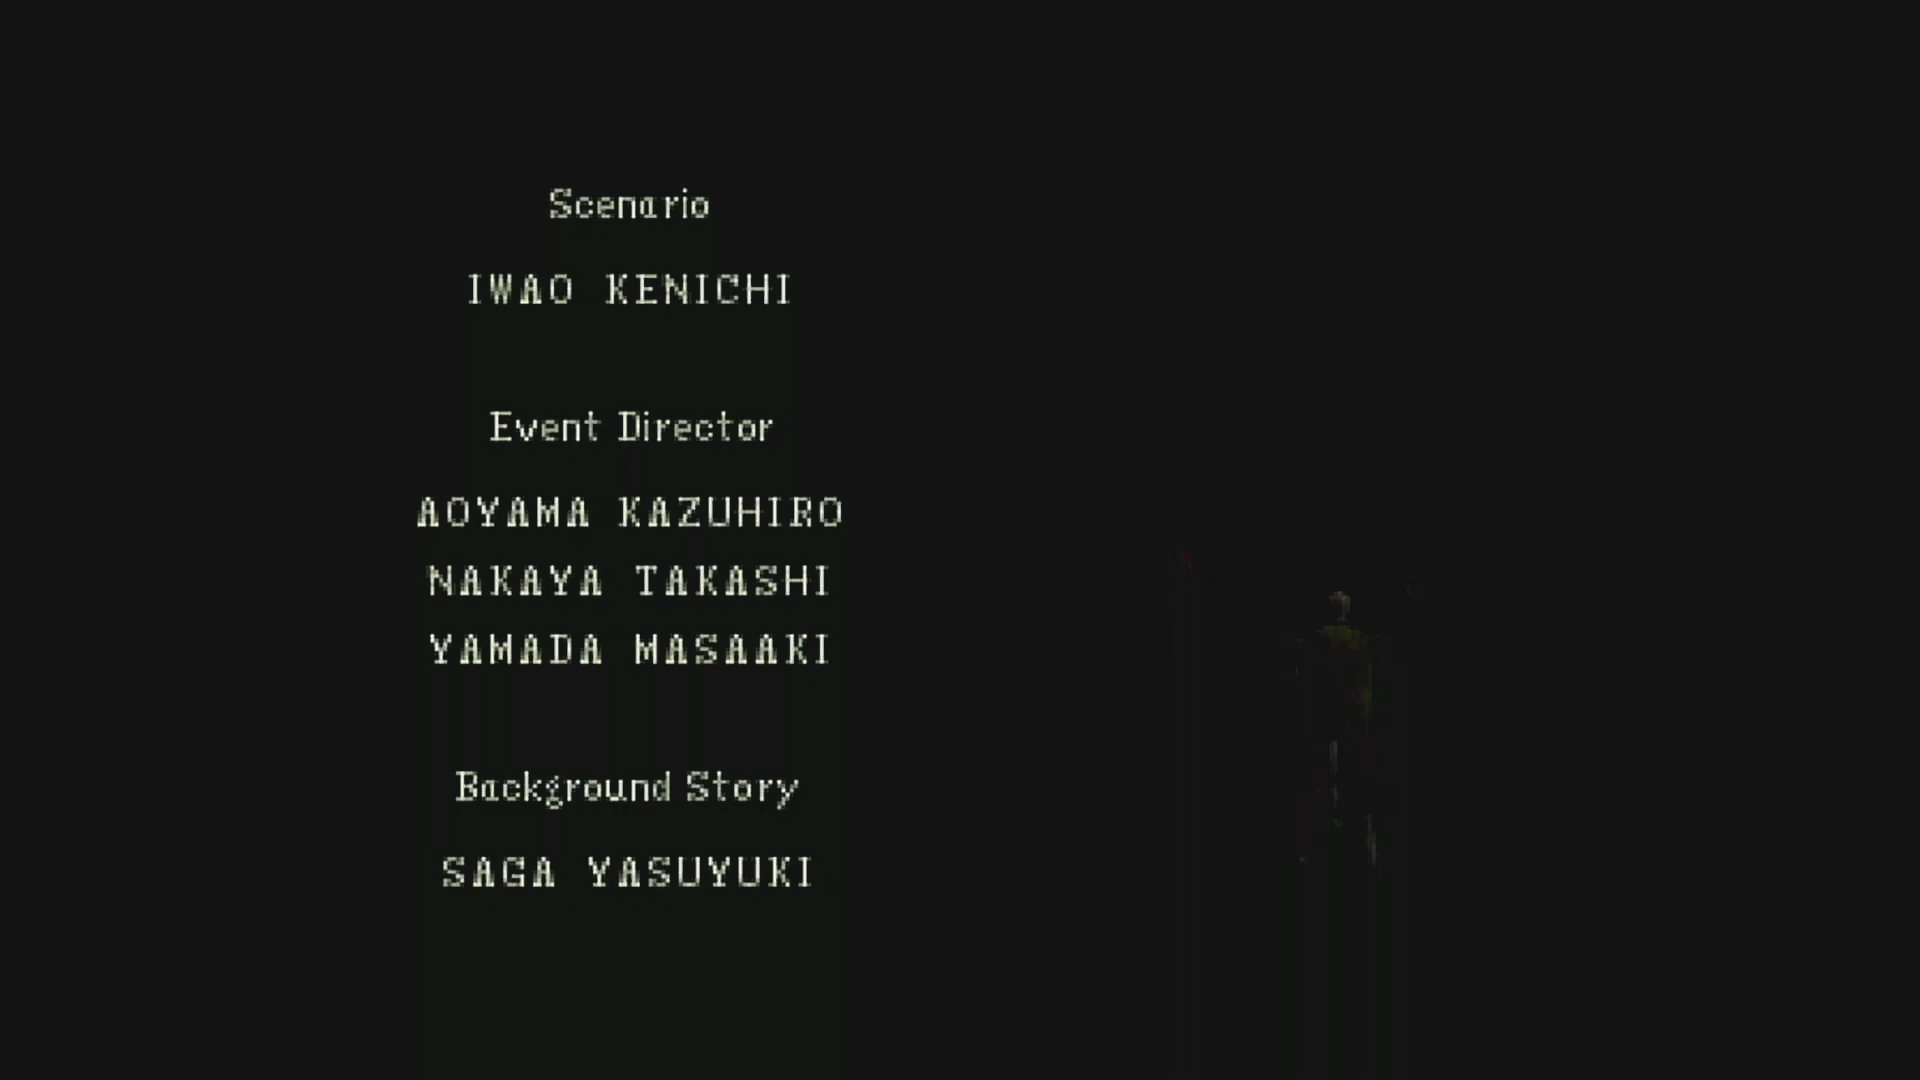 Scenario
IWAO KENICHI
Event Director
AOYAMA KAZUHIRO
NAKAYA TAKASHI
YAMADA MASAAKI
Background Story
SAGA YASUYUKI